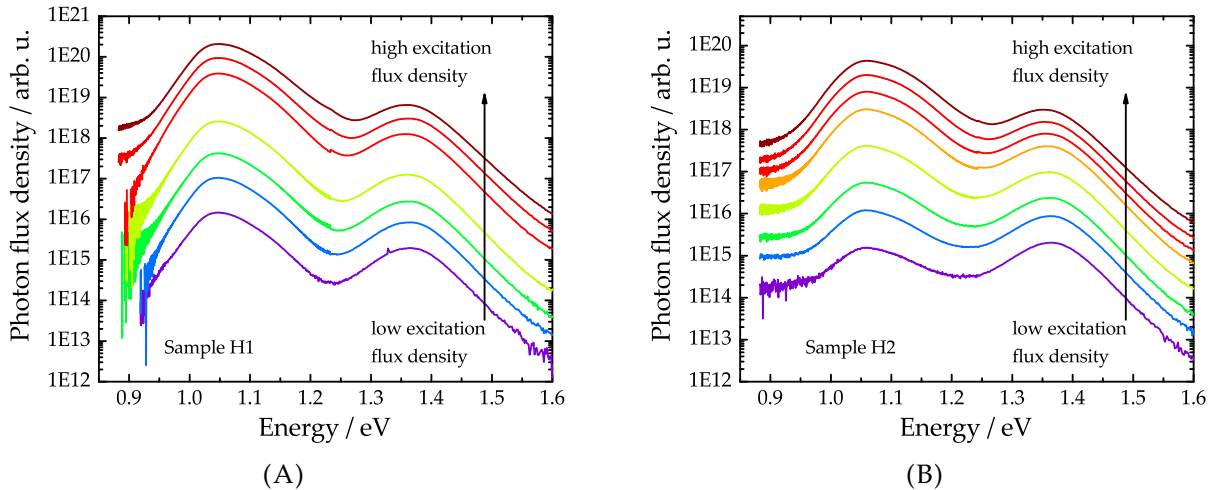 1E21
1E20
1E19
1E18
1E17
1E16
1E15
1E14
1E13
1E12
Photon flux density / arb. u.
high excitation
flux density
low excitation
flux density
Sample H1
0.9 1.0 1.1 1.2 1.3 1.4 1.5 1.6
Energy / eV
(A)
1E20
1E19
1E18
1E17
1E16
1E15
1E14
1E13
1E12
Photon flux density / arb. u.
high excitation
flux density
low excitation
flux density
Sample H2
0.9 1.0 1.1 1.2 1.3 1.4 1.5 1.6
Energy / eV
(B)